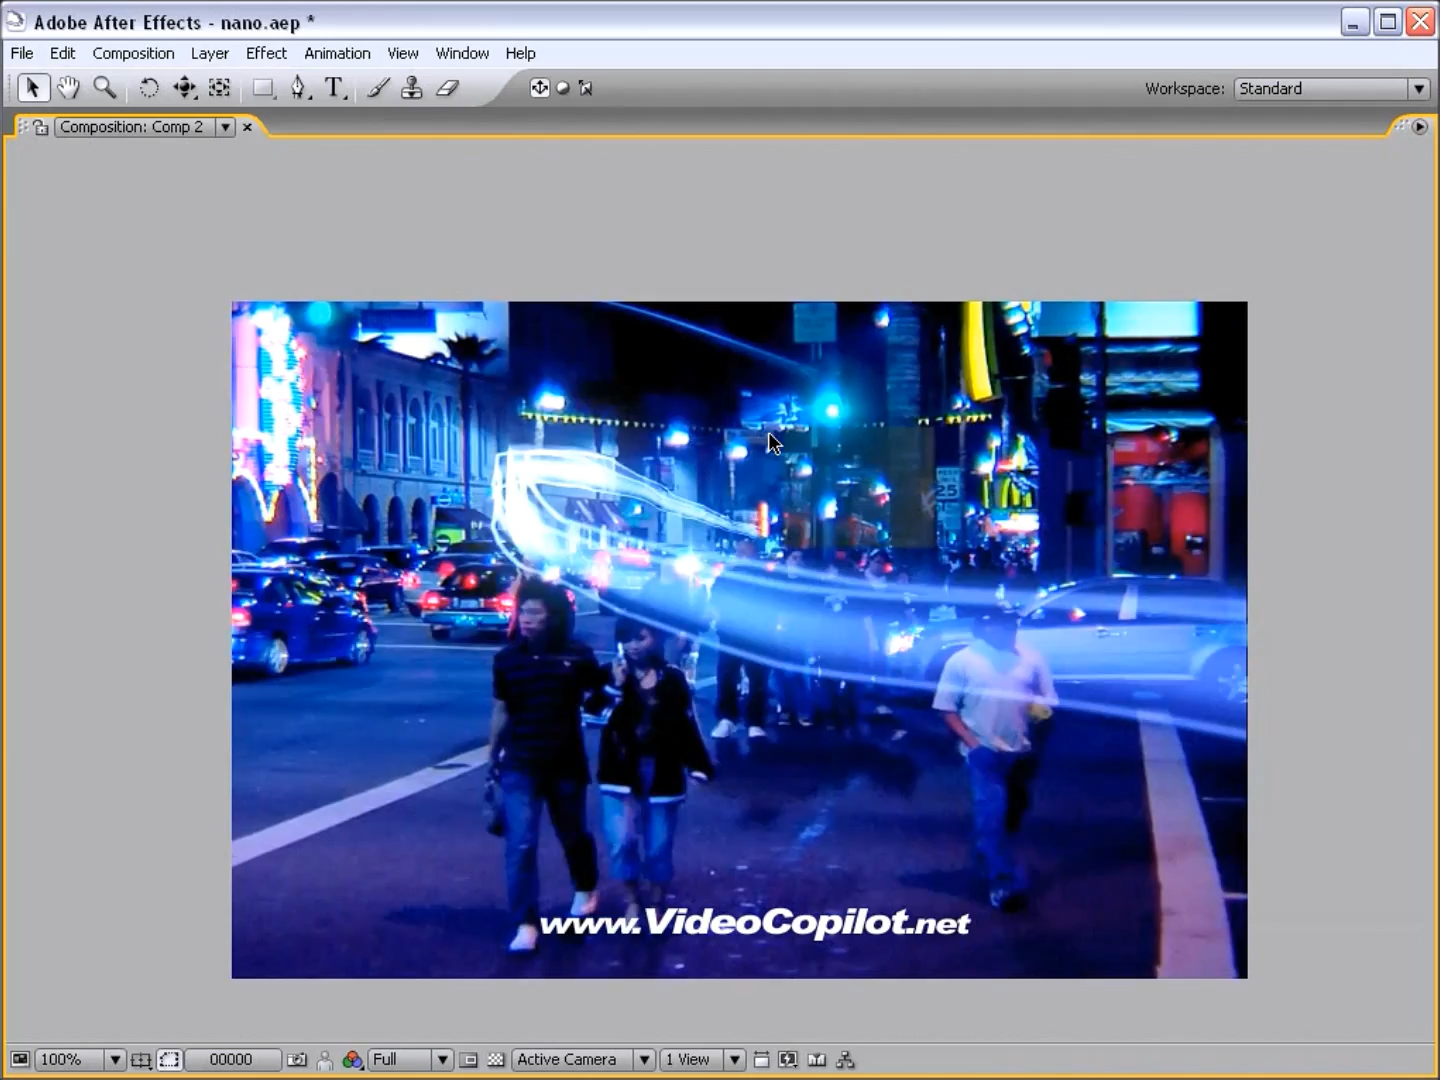 Adobe After Effects - nano.aep *
File Edit Composition Layer Effect Animation View Window Help
Workspace: Standard
Composition: Comp 2
25
www.VideoCopilot.net
100% 00000 Full Active Camera 1 View